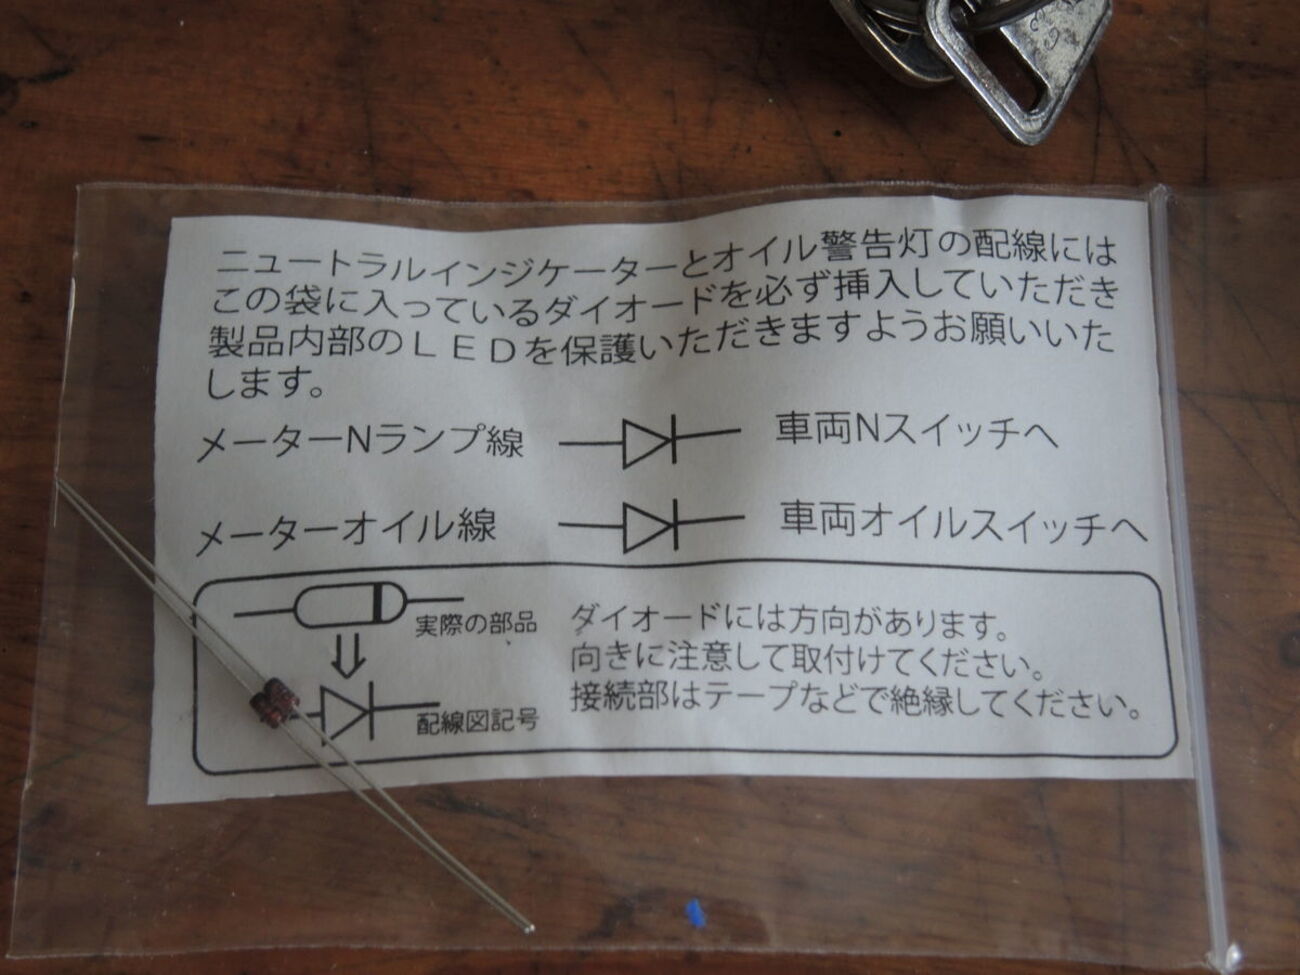 ニュートラルインジケーターとオイル警告灯の配線には
この袋に入っているダイオードを必ず挿入していただき
製品内部のＬＥＤを保護いただきますようお願いいた
します。
メーターNランプ線 車両Nスイッチへ
メーターオイル線 車両オイルスイッチへ
実際の部品
配線図記号
ダイオードには方向があります。
向きに注意して取付けてください。
接続部はテープなどで絶縁してください。